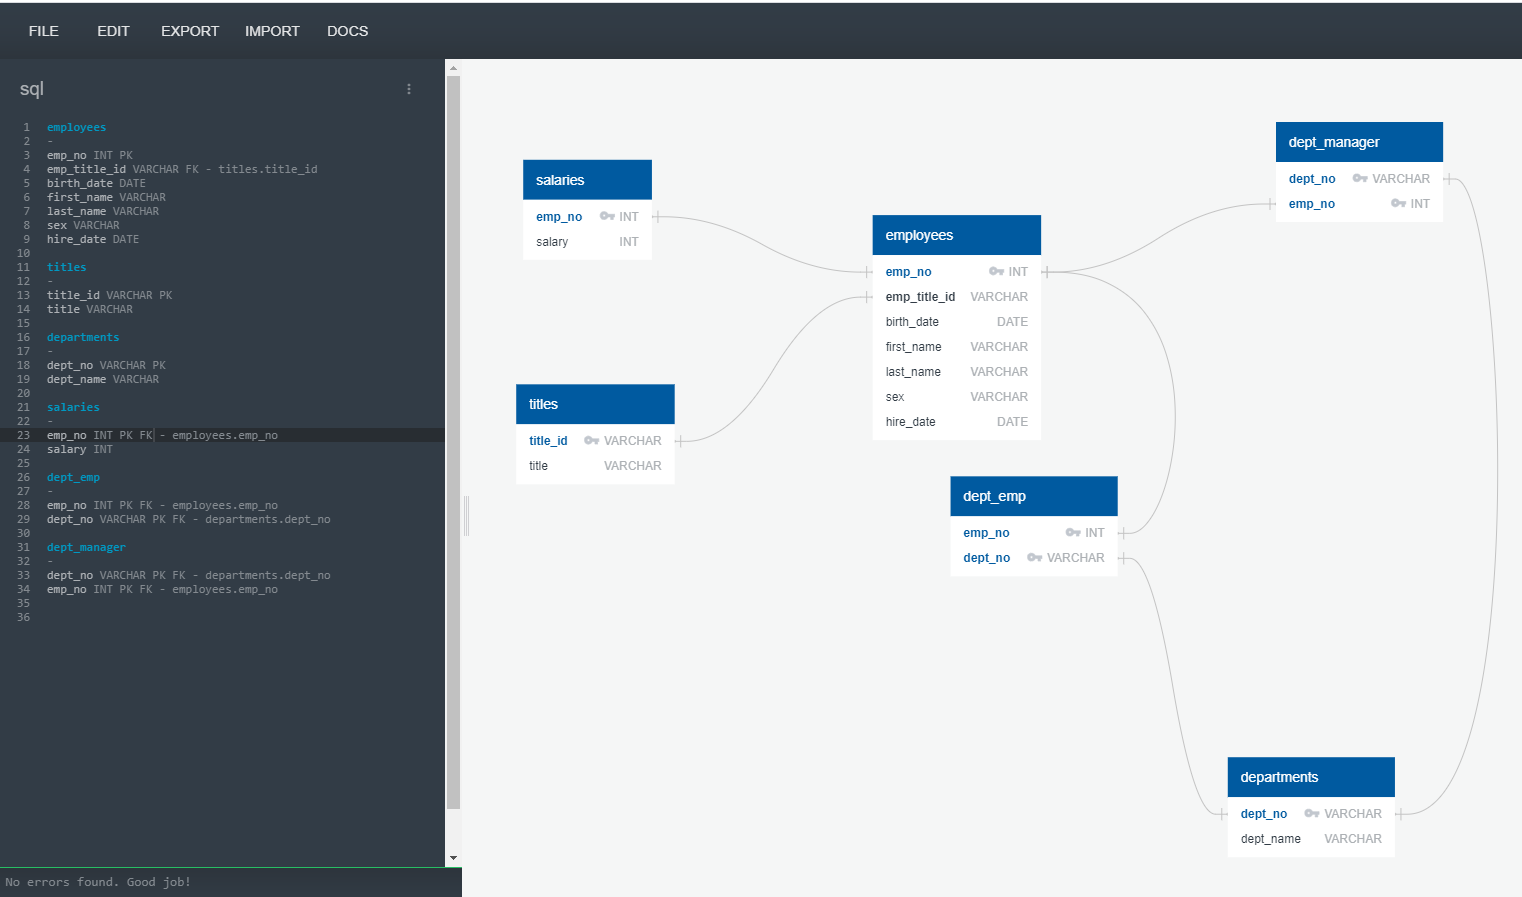 FILE EDIT EXPORT IMPORT DOCS
sql
1 employees
2 -
3 emp_no INT PK
4 emp_title_id VARCHAR FK - titles.title_id
5 birth_date DATE
6 first_name VARCHAR
7 last_name VARCHAR
8 sex VARCHAR
9 hire_date DATE
10
11 titles
12 -
13 title_id VARCHAR PK
14 title VARCHAR
15
16 departments
17 -
18 dept_no VARCHAR PK
19 dept_name VARCHAR
20
21 salaries
22 -
23 emp_no INT PK FK - employees.emp_no
24 salary INT
25
26 dept_emp
27 -
28 emp_no INT PK FK - employees.emp_no
29 dept_no VARCHAR PK FK - departments.dept_no
30
31 dept_manager
32 -
33 dept_no VARCHAR PK FK - departments.dept_no
34 emp_no INT PK FK - employees.emp_no
35
36
No errors found. Good job!
salaries
emp_no INT
salary INT
titles
title_id VARCHAR
title VARCHAR
employees
emp_no INT
emp_title_id VARCHAR
birth_date DATE
first_name VARCHAR
last_name VARCHAR
sex VARCHAR
hire_date DATE
dept_emp
emp_no INT
dept_no VARCHAR
dept_manager
dept_no VARCHAR
emp_no INT
departments
dept_no VARCHAR
dept_name VARCHAR